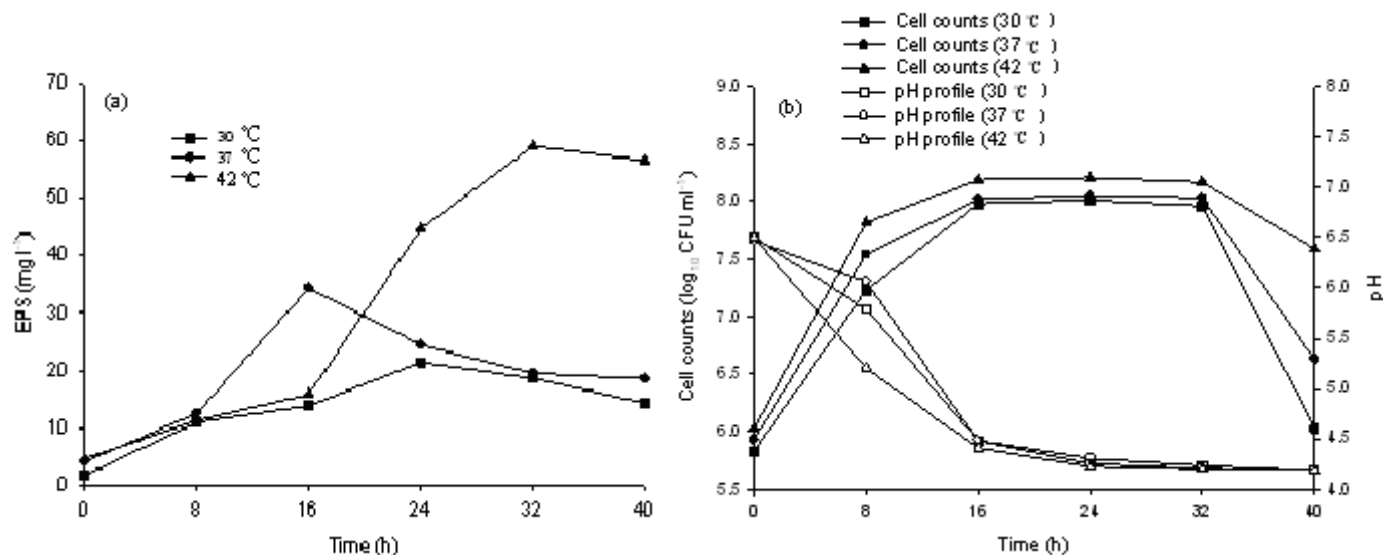 Cell counts (30 ℃)
Cell counts (37 ℃)
Cell counts (42 ℃)
pH profile (30 ℃)
pH profile (37 ℃)
pH profile (42 ℃)
(a)
30 ℃
37 ℃
42 ℃
70
60
50
40
30
20
10
0
EPS (mg l⁻¹)
0 8 16 24 32 40
Time (h)
(b)
9.0
8.5
8.0
7.5
7.0
6.5
6.0
5.5
Cell counts (log₁₀ CFU ml⁻¹)
8.0
7.5
7.0
6.5
6.0
5.5
5.0
4.5
4.0
pH
0 8 16 24 32 40
Time (h)